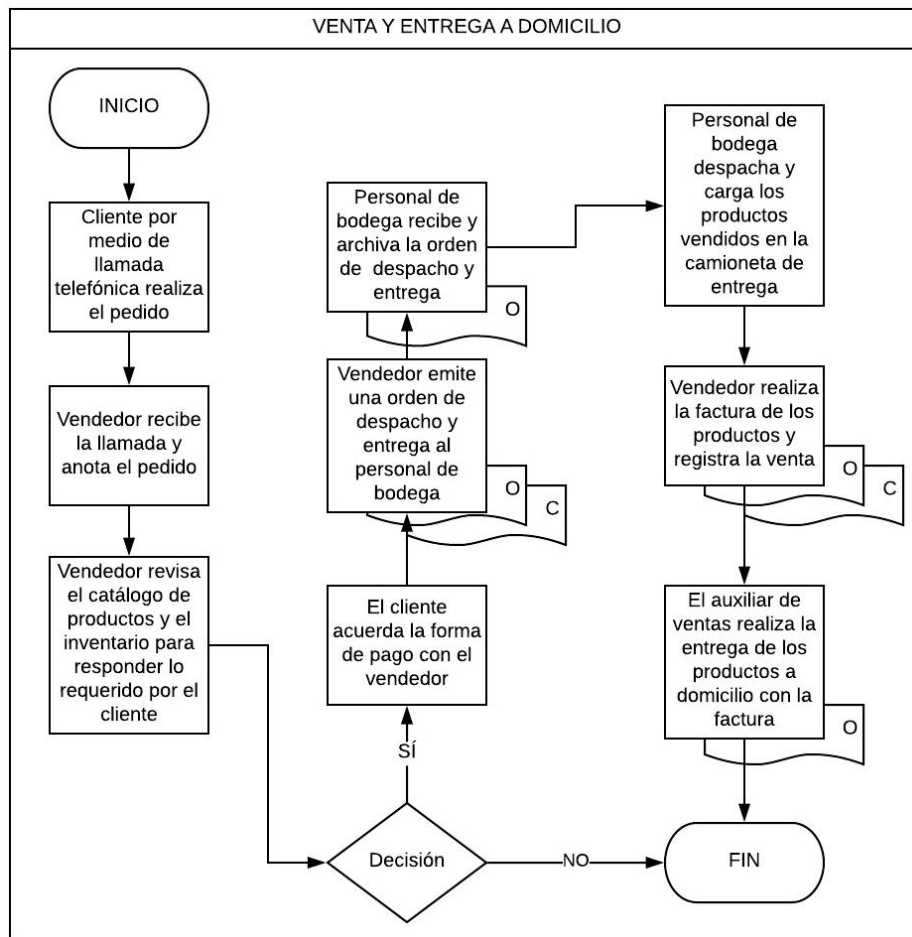 VENTA Y ENTREGA A DOMICILIO
INICIO
Cliente por
medio de
llamada
telefónica realiza
el pedido
Vendedor recibe
la llamada y
anota el pedido
Vendedor revisa
el catálogo de
productos y el
inventario para
responder lo
requerido por el
cliente
Decisión
SÍ
NO
El cliente
acuerda la forma
de pago con el
vendedor
Vendedor emite
una orden de
despacho y
entrega al
personal de
bodega
O
C
Personal de
bodega recibe y
archiva la orden
de despacho y
entrega
O
Personal de
bodega
despacha y
carga los
productos
vendidos en la
camioneta de
entrega
Vendedor realiza
la factura de los
productos y
registra la venta
O
C
El auxiliar de
ventas realiza la
entrega de los
productos a
domicilio con la
factura
O
FIN